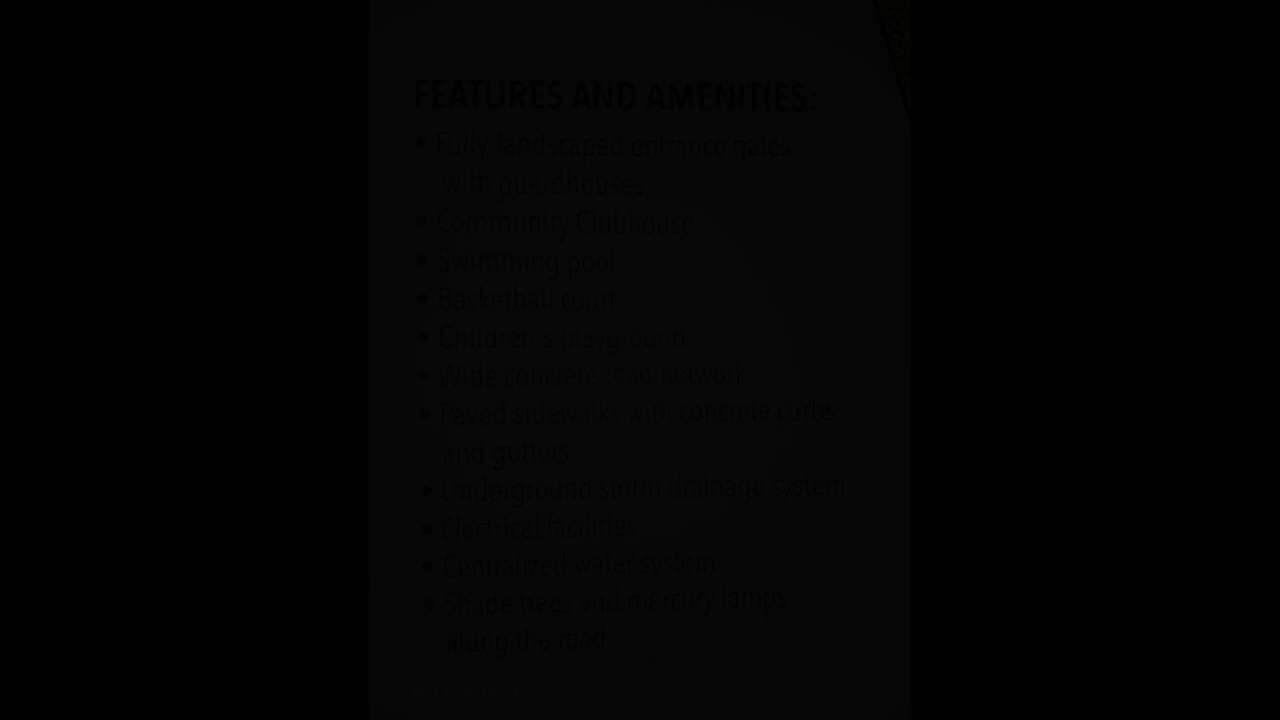 FEATURES AND AMENITIES:
• Fully-landscaped entrance gates
with guardhouses
• Community Clubhouse
• Swimming pool
• Basketball court
• Children's playground
• Wide concrete road network
• Paved sidewalks with concrete curbs
and gutters
• Underground storm drainage system
• Electrical facilities
• Centralized water system
• Shade trees and mercury lamps
along the road